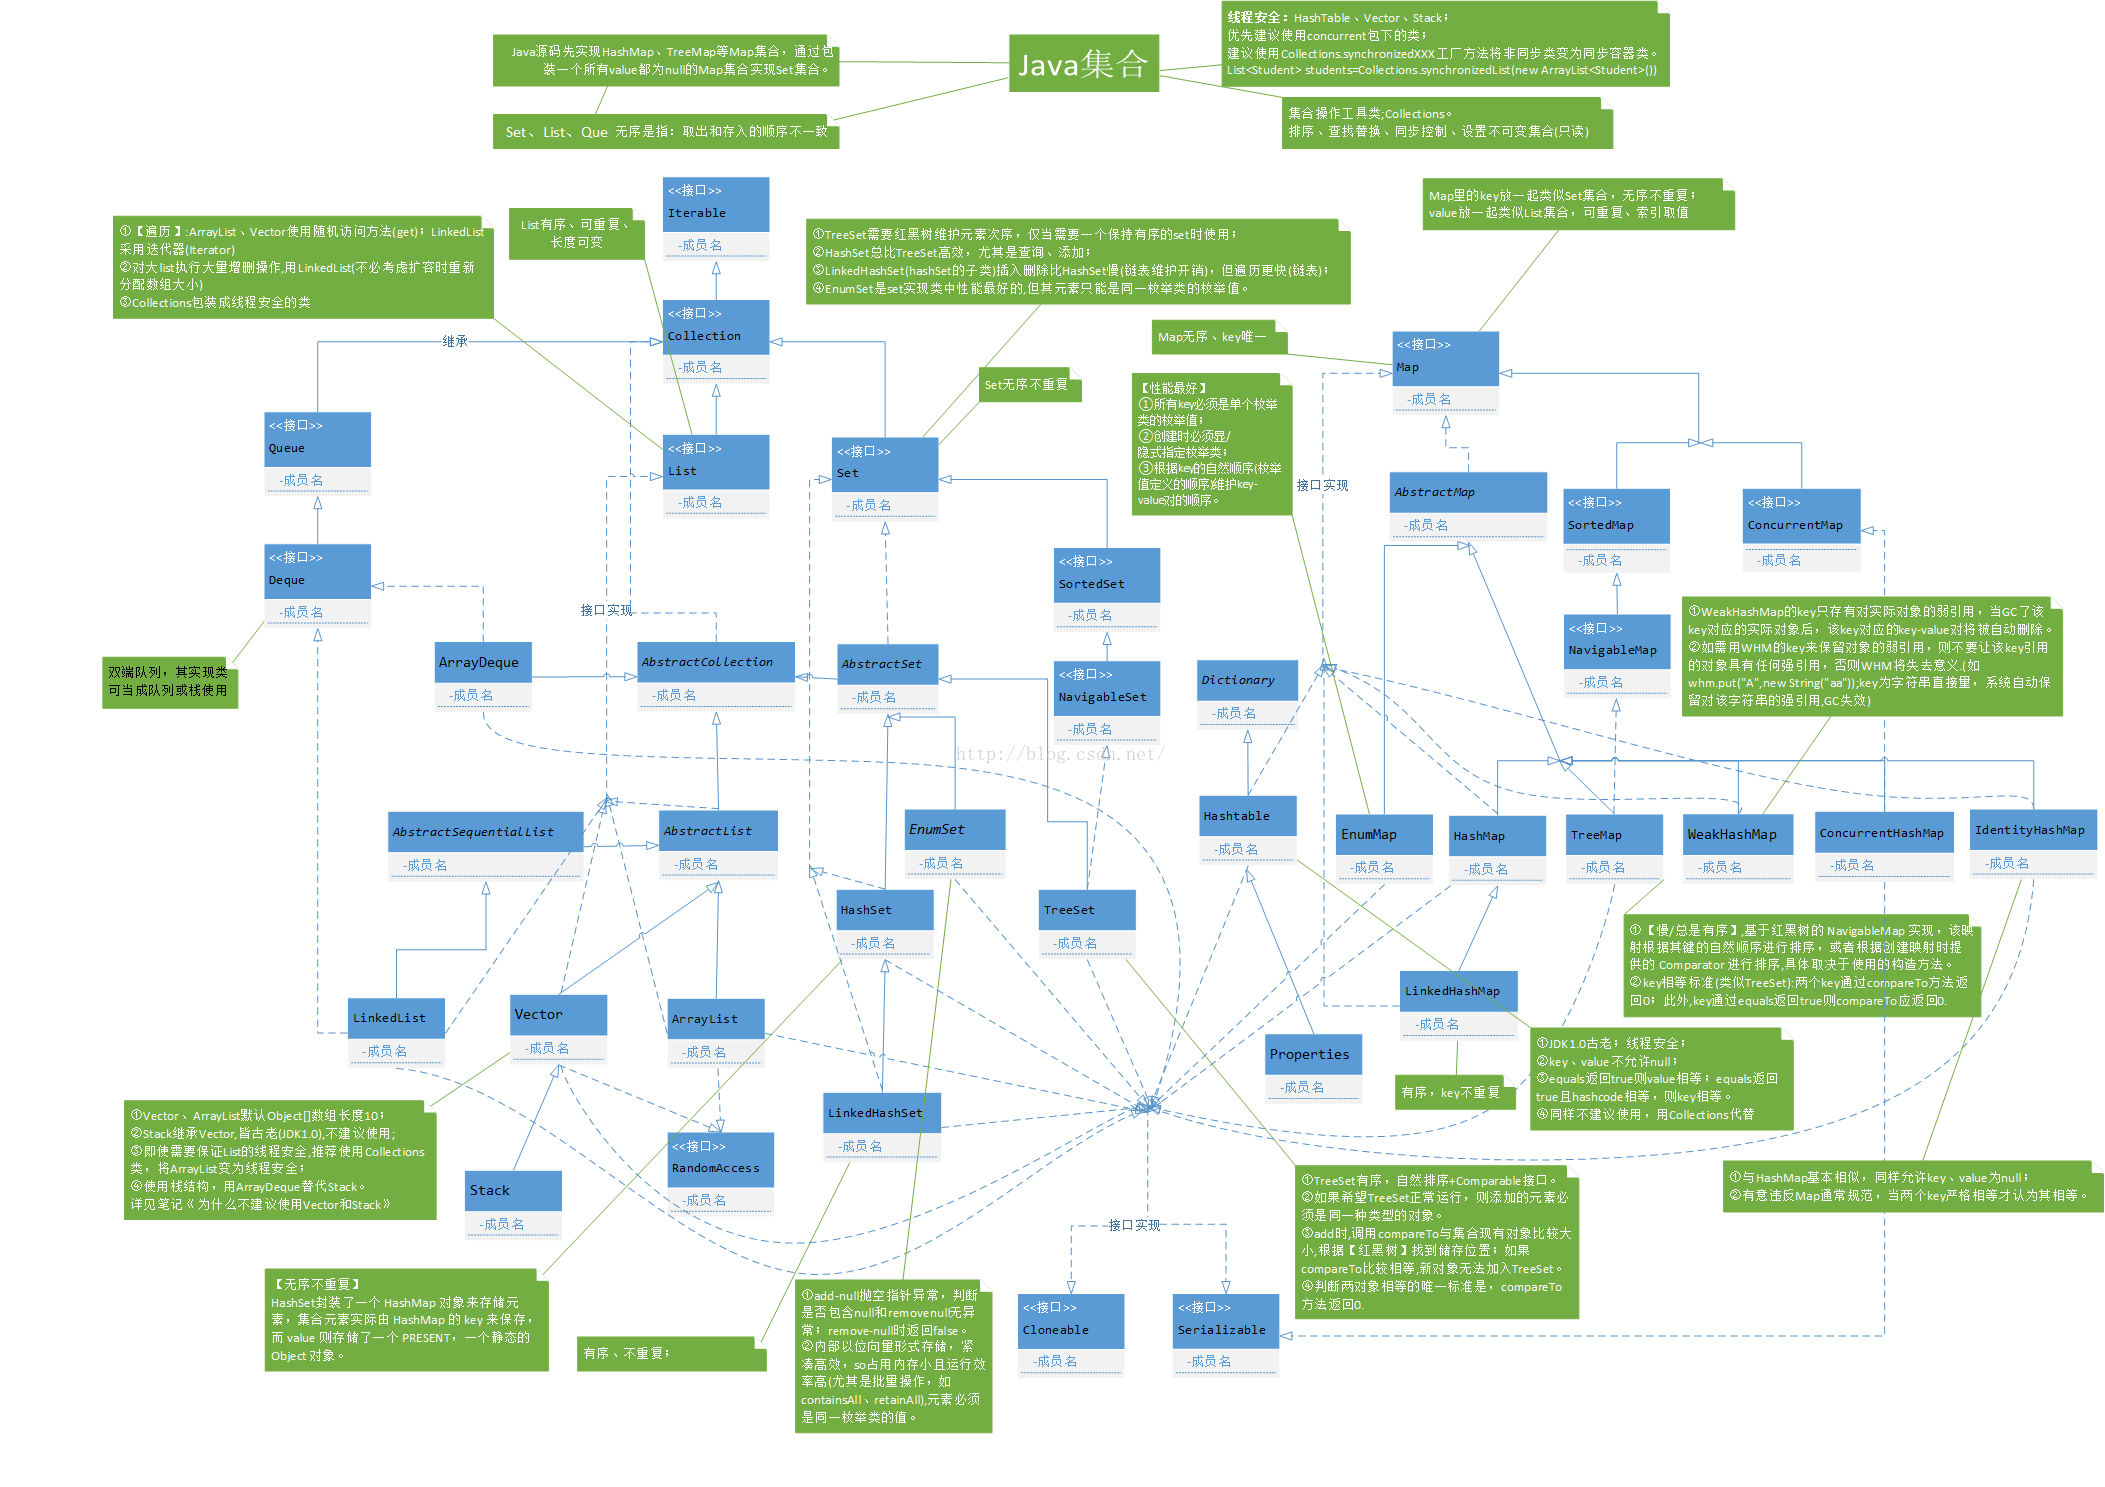 Java集合
Java源码先实现HashMap、TreeMap等Map集合，通过包
装一个所有value都为null的Map集合实现Set集合。
Set、List、Que 无序是指：取出和存入的顺序不一致
线程安全：HashTable、Vector、Stack；
优先建议使用concurrent包下的类；
建议使用Collections.synchronizedXXX工厂方法将非同步类变为同步容器类。
List<Student> students=Collections.synchronizedList(new ArrayList<Student>())
集合操作工具类;Collections。
排序、查找替换、同步控制、设置不可变集合(只读)
<<接口>>
Iterable
-成员名
Map里的key放一起类似Set集合，无序不重复；
value放一起类似List集合，可重复、索引取值
①【遍历】:ArrayList、Vector使用随机访问方法(get)；LinkedList
采用迭代器(Iterator)
②对大list执行大量增删操作,用LinkedList(不必考虑扩容时重新
分配数组大小)
③Collections包装成线程安全的类
List有序、可重复、
长度可变
①TreeSet需要红黑树维护元素次序，仅当需要一个保持有序的set时使用；
②HashSet总比TreeSet高效，尤其是查询、添加；
③LinkedHashSet(hashSet的子类)插入删除比HashSet慢(链表维护开销)，但遍历更快(链表)；
④EnumSet是set实现类中性能最好的,但其元素只能是同一枚举类的枚举值。
<<接口>>
Collection
-成员名
继承
Map无序、key唯一
<<接口>>
Map
-成员名
Set无序不重复
【性能最好】
①所有key必须是单个枚举
类的枚举值；
②创建时必须显/
隐式指定枚举类；
③根据key的自然顺序(枚举
值定义的顺序)维护key-
value对的顺序。
接口实现
<<接口>>
Queue
-成员名
<<接口>>
List
-成员名
<<接口>>
Set
-成员名
AbstractMap
-成员名
<<接口>>
SortedMap
-成员名
<<接口>>
ConcurrentMap
-成员名
<<接口>>
Deque
-成员名
接口实现
<<接口>>
SortedSet
-成员名
①WeakHashMap的key只存有对实际对象的弱引用，当GC了该
key对应的实际对象后，该key对应的key-value对将被自动删除。
②如需用WHM的key来保留对象的弱引用，则不要让该key引用
的对象具有任何强引用，否则WHM将失去意义.(如
whm.put("A",new String("aa"));key为字符串直接量，系统自动保
留对该字符串的强引用,GC失效)
<<接口>>
NavigableMap
-成员名
双端队列，其实现类
可当成队列或栈使用
ArrayDeque
-成员名
AbstractCollection
-成员名
AbstractSet
-成员名
<<接口>>
NavigableSet
-成员名
Dictionary
-成员名
http://blog.csdn.net/
AbstractSequentialList
-成员名
AbstractList
-成员名
EnumSet
-成员名
Hashtable
-成员名
EnumMap
-成员名
HashMap
-成员名
TreeMap
-成员名
WeakHashMap
-成员名
ConcurrentHashMap
-成员名
IdentityHashMap
-成员名
HashSet
-成员名
TreeSet
-成员名
①【慢/总是有序】,基于红黑树的 NavigableMap 实现，该映
射根据其键的自然顺序进行排序，或者根据创建映射时提
供的 Comparator 进行排序,具体取决于使用的构造方法。
②key相等标准(类似TreeSet):两个key通过compareTo方法返
回0；此外,key通过equals返回true则compareTo应返回0.
LinkedList
-成员名
Vector
-成员名
ArrayList
-成员名
LinkedHashMap
-成员名
Properties
-成员名
①JDK1.0古老；线程安全；
②key、value不允许null；
③equals返回true则value相等；equals返回
true且hashcode相等，则key相等。
④同样不建议使用，用Collections代替
有序，key不重复
①Vector、ArrayList默认Object[]数组长度10；
②Stack继承Vector,皆古老(JDK1.0),不建议使用;
③即使需要保证List的线程安全,推荐使用Collections
类，将ArrayList变为线程安全；
④使用栈结构，用ArrayDeque替代Stack。
详见笔记《为什么不建议使用Vector和Stack》
LinkedHashSet
-成员名
<<接口>>
RandomAccess
-成员名
Stack
-成员名
①TreeSet有序，自然排序+Comparable接口。
②如果希望TreeSet正常运行，则添加的元素必
须是同一种类型的对象。
③add时,调用compareTo与集合现有对象比较大
小,根据【红黑树】找到储存位置；如果
compareTo比较相等,新对象无法加入TreeSet。
④判断两对象相等的唯一标准是，compareTo
方法返回0.
①与HashMap基本相似，同样允许key、value为null；
②有意违反Map通常规范，当两个key严格相等才认为其相等。
接口实现
【无序不重复】
HashSet封装了一个 HashMap 对象来存储元
素，集合元素实际由 HashMap 的 key 来保存，
而 value 则存储了一个 PRESENT，一个静态的
Object 对象。
有序、不重复；
①add-null抛空指针异常，判断
是否包含null和removenull无异
常；remove-null时返回false。
②内部以位向量形式存储，紧
凑高效，so占用内存小且运行效
率高(尤其是批量操作，如
containsAll、retainAll),元素必须
是同一枚举类的值。
<<接口>>
Cloneable
-成员名
<<接口>>
Serializable
-成员名